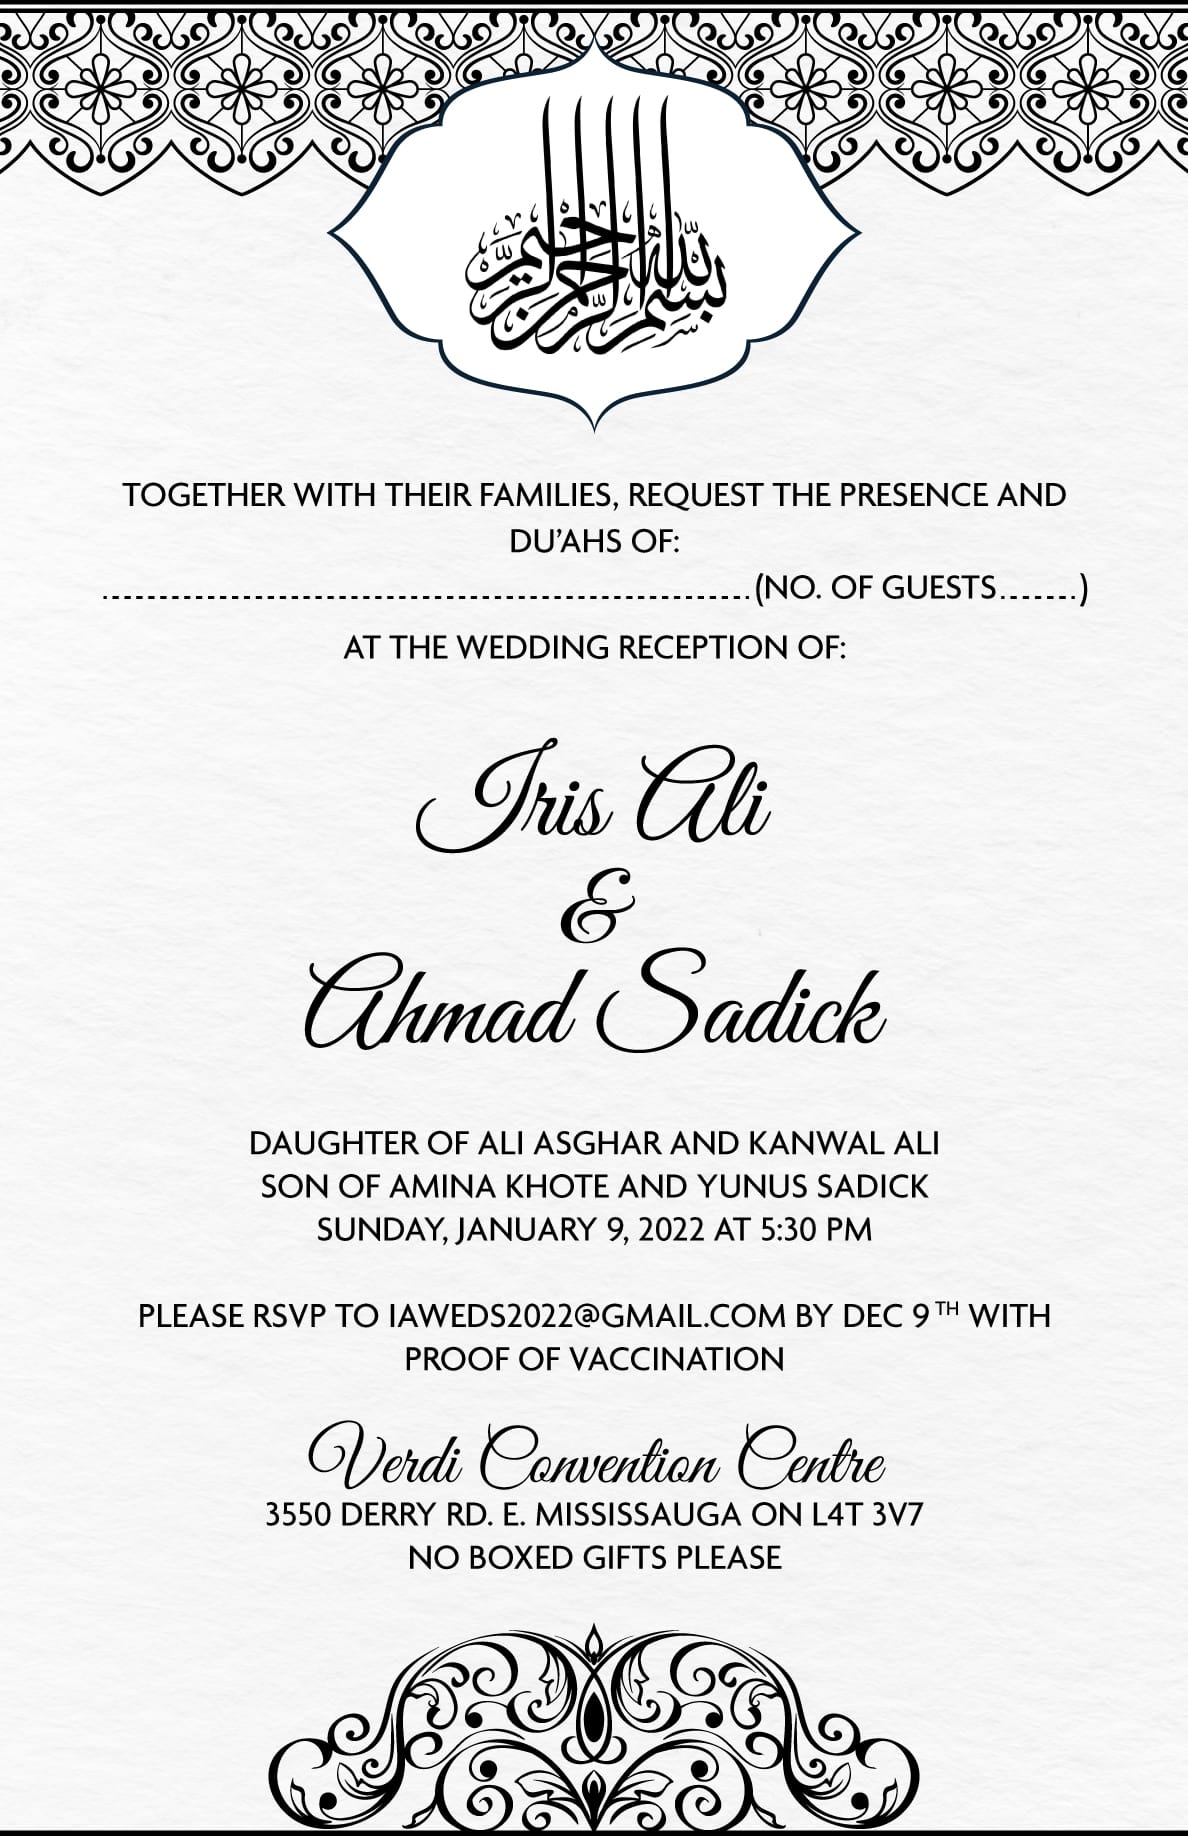 بسم الله الرحمن الرحيم
TOGETHER WITH THEIR FAMILIES, REQUEST THE PRESENCE AND
DU'AHS OF:
........................................................(NO. OF GUESTS.......)
AT THE WEDDING RECEPTION OF:
Iris Ali
&
Ahmad Sadick
DAUGHTER OF ALI ASGHAR AND KANWAL ALI
SON OF AMINA KHOTE AND YUNUS SADICK
SUNDAY, JANUARY 9, 2022 AT 5:30 PM
PLEASE RSVP TO IAWEDS2022@GMAIL.COM BY DEC 9TH WITH
PROOF OF VACCINATION
Verdi Convention Centre
3550 DERRY RD. E. MISSISSAUGA ON L4T 3V7
NO BOXED GIFTS PLEASE